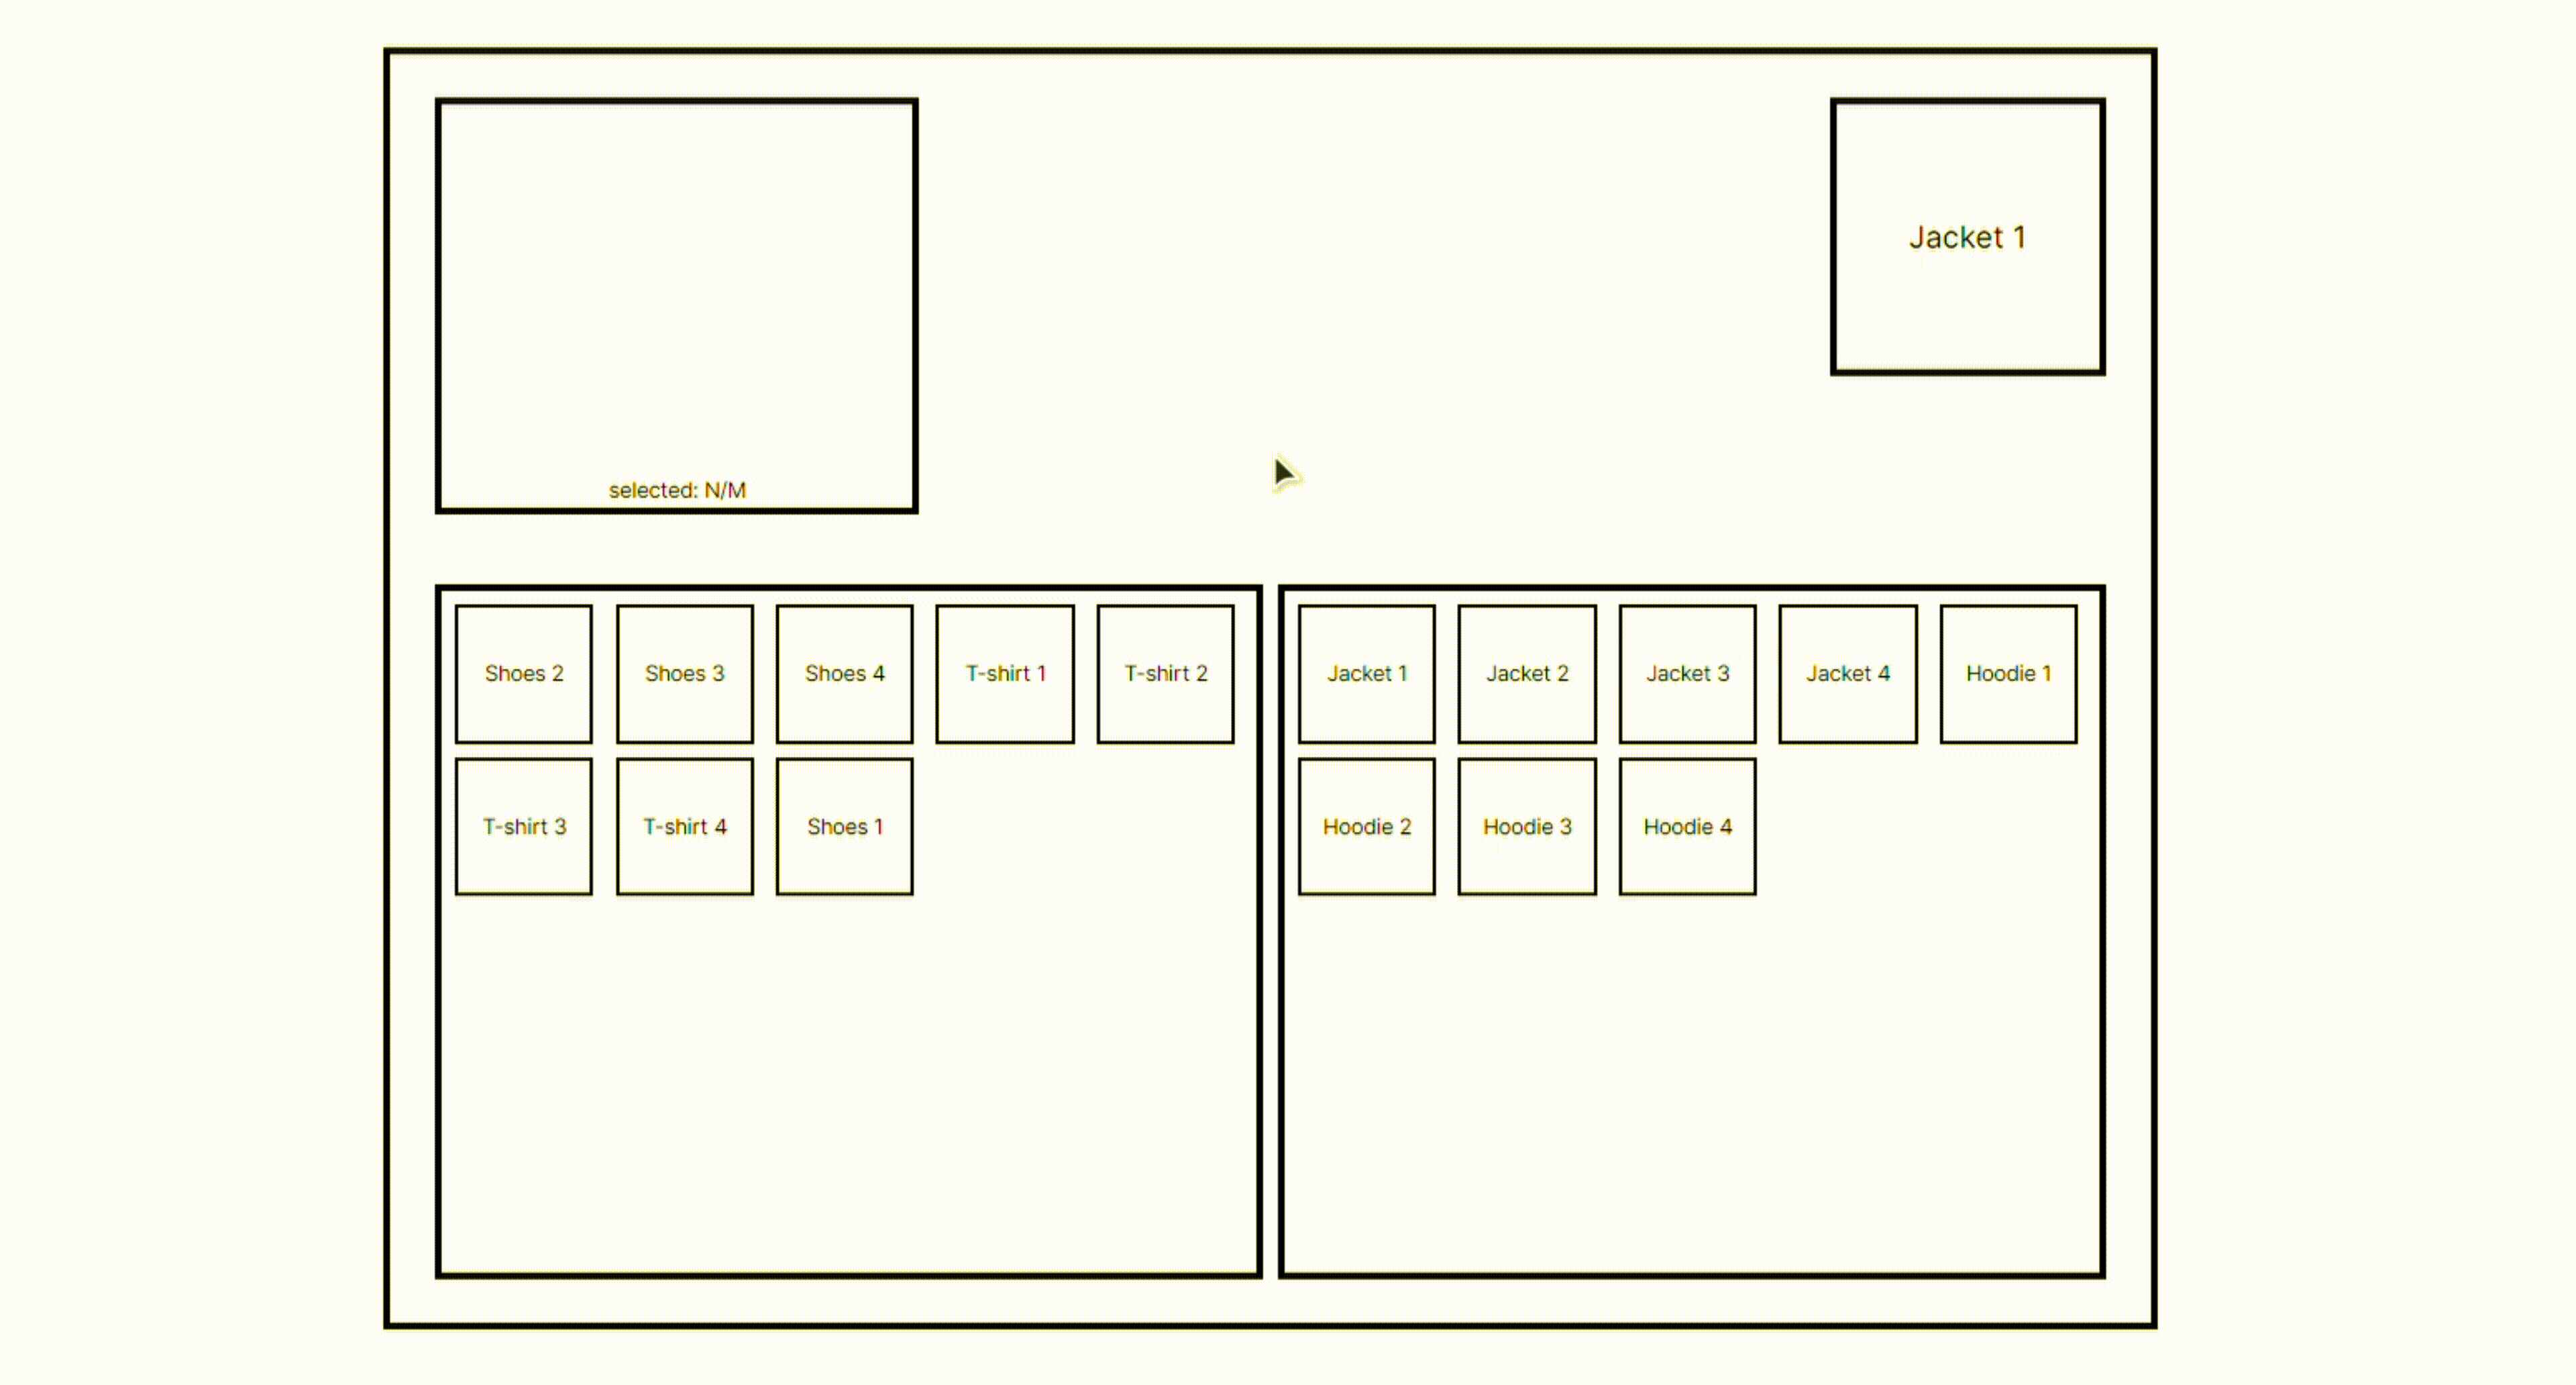 Jacket 1
selected: N/M
Shoes 2
Shoes 3
Shoes 4
T-shirt 1
T-shirt 2
T-shirt 3
T-shirt 4
Shoes 1
Jacket 1
Jacket 2
Jacket 3
Jacket 4
Hoodie 1
Hoodie 2
Hoodie 3
Hoodie 4